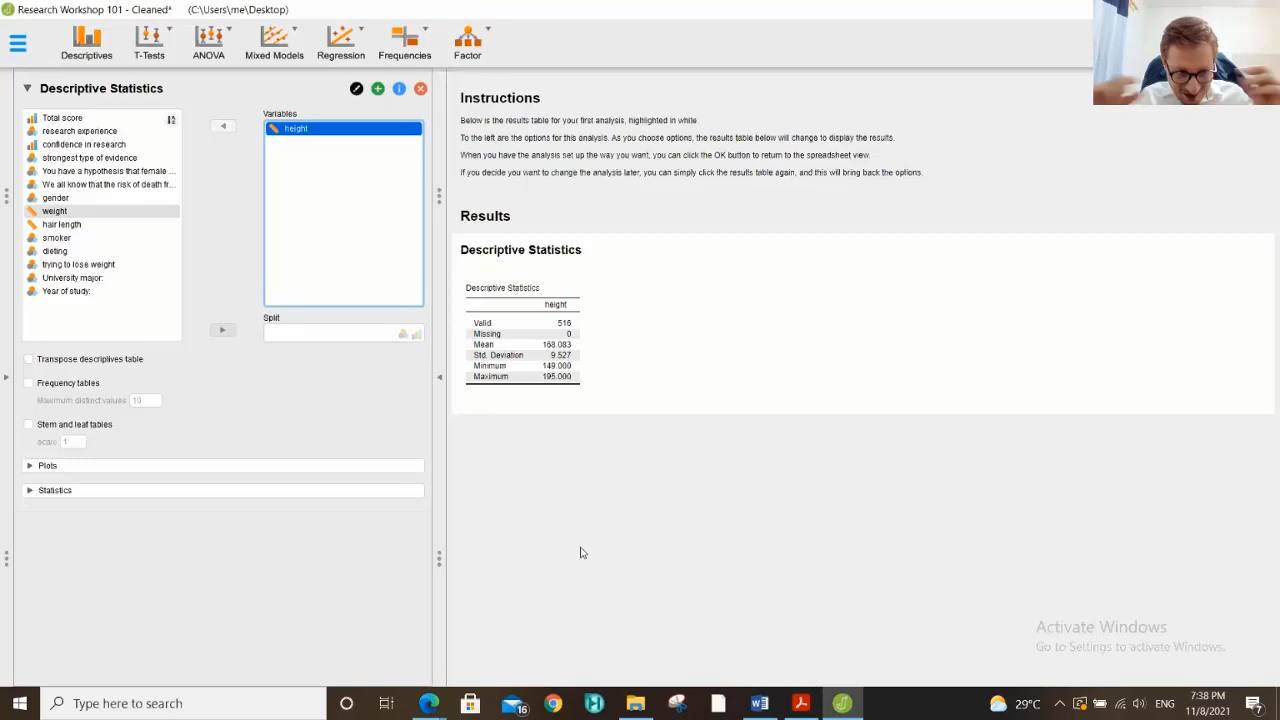 Research Workshop 101 - Cleaned* (C:\Users\me\Desktop)
Descriptives T-Tests ANOVA Mixed Models Regression Frequencies Factor
Descriptive Statistics
Variables
height
Total score
research experience
confidence in research
strongest type of evidence
You have a hypothesis that female ...
We all know that the risk of death fr...
gender
weight
hair length
smoker
dieting
trying to lose weight
University major:
Year of study:
Split
Transpose descriptives table
Frequency tables
Maximum distinct values 10
Stem and leaf tables
scale 1
Plots
Statistics
Instructions
Below is the results table for your first analysis, highlighted in while
To the left are the options for this analysis. As you choose options, the results table below will change to display the results.
When you have the analysis set up the way you want, you can click the OK button to return to the spreadsheet view.
If you decide you want to change the analysis later, you can simply click the results table again, and this will bring back the options.
Results
Descriptive Statistics
Descriptive Statistics
height
Valid 516
Missing 0
Mean 168.083
Std. Deviation 9.527
Minimum 149.000
Maximum 195.000
Activate Windows
Go to Settings to activate Windows.
Type here to search
16
29°C
7:38 PM
11/8/2021
7